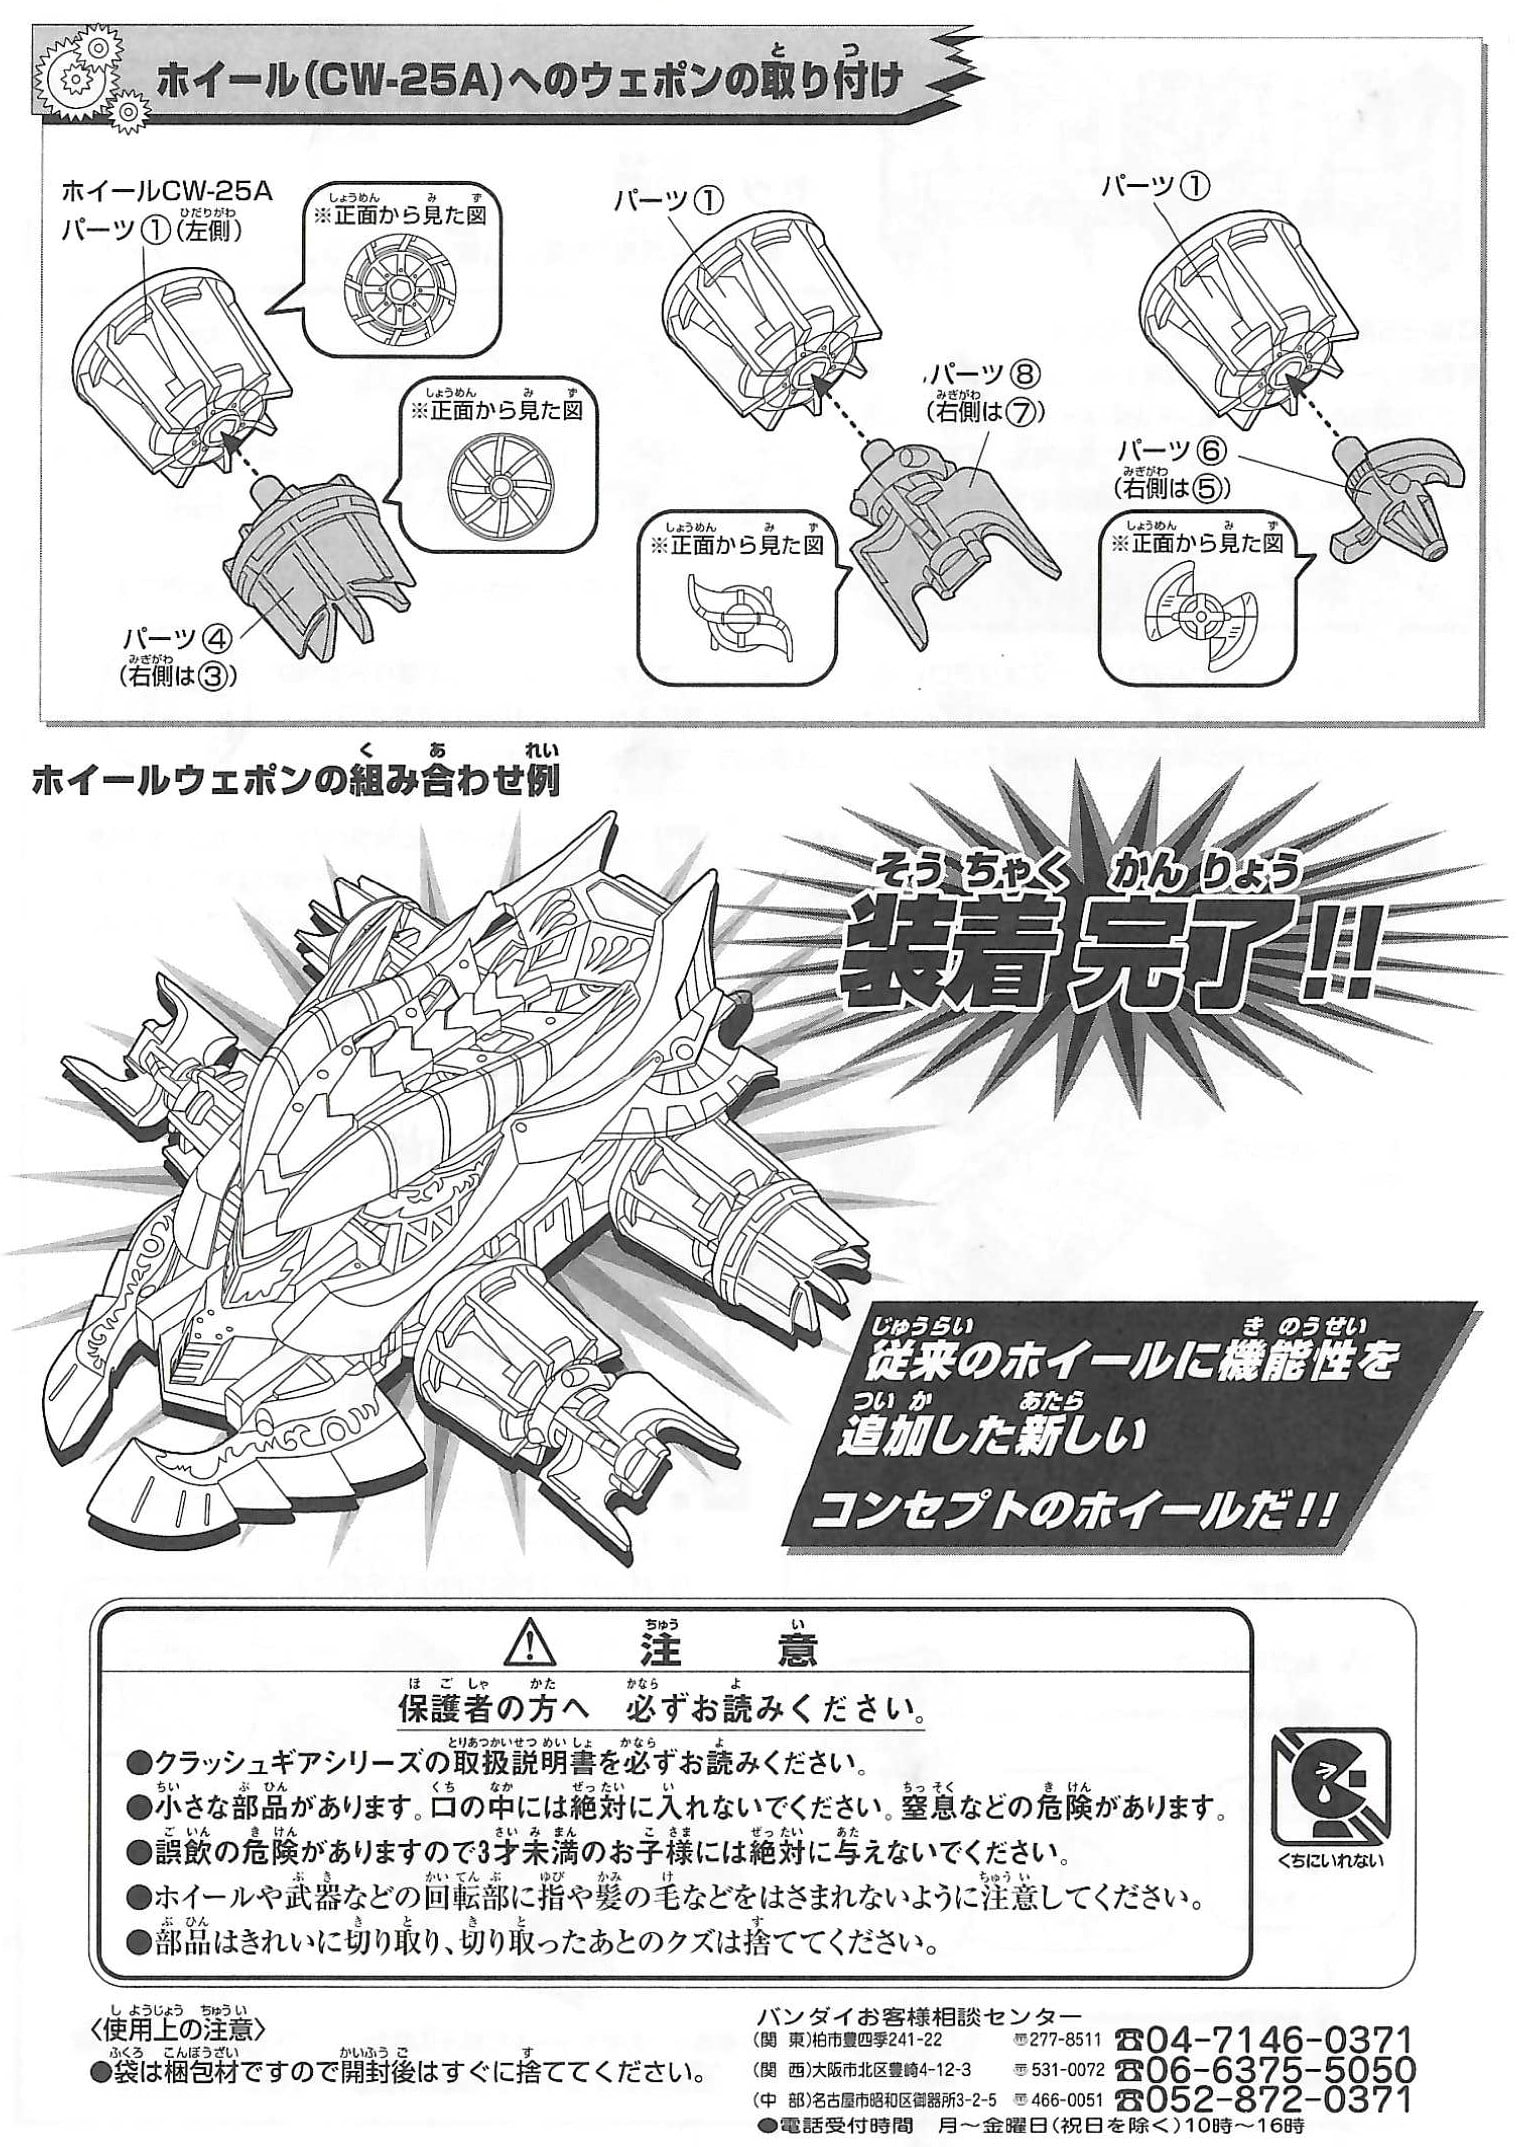 ホイール(CW-25A)へのウェポンの取り付け
ホイールCW-25A
パーツ①(左側)
※正面から見た図
※正面から見た図
パーツ④
(右側は③)
パーツ①
パーツ⑧
(右側は⑦)
※正面から見た図
パーツ①
パーツ⑥
(右側は⑤)
※正面から見た図
ホイールウェポンの組み合わせ例
装着完了!!
従来のホイールに機能性を
追加した新しい
コンセプトのホイールだ!!
注意
保護者の方へ 必ずお読みください。
●クラッシュギアシリーズの取扱説明書を必ずお読みください。
●小さな部品があります。口の中には絶対に入れないでください。窒息などの危険があります。
●誤飲の危険がありますので3才未満のお子様には絶対に与えないでください。
●ホイールや武器などの回転部に指や髪の毛などをはさまれないように注意してください。
●部品はきれいに切り取り、切り取ったあとのクズは捨ててください。
くちにいれない
〈使用上の注意〉
●袋は梱包材ですので開封後はすぐに捨ててください。
バンダイお客様相談センター
(関 東)柏市豊四季241-22 〠277-8511 ☎04-7146-0371
(関 西)大阪市北区豊崎4-12-3 〠531-0072 ☎06-6375-5050
(中 部)名古屋市昭和区御器所3-2-5 〠466-0051 ☎052-872-0371
●電話受付時間 月～金曜日(祝日を除く)10時～16時